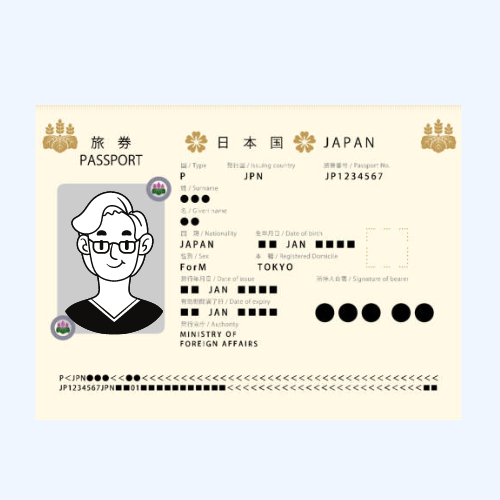 旅券 日本国 JAPAN
PASSPORT
/ Type 発行国 / Issuing country 旅券番号 / Passport No.
P JPN JP1234567
姓 / Surname
●●●
名 / Given name
●●
国 籍 / Nationality 生年月日 / Date of birth
JAPAN ■■ JAN ■■■■
性別 / Sex 本 籍 / Registered Domicile
ForM TOKYO
発行年月日 / Date of issue 所持人自署 / Signature of bearer
■■ JAN ■■■■
有効期間満了日 / Date of expiry
■■ JAN ■■■■ ●●● ●●
発行官庁 / Authority
MINISTRY OF
FOREIGN AFFAIRS
P<JPN●●●<<●●<<<<<<<<<<<<<<<<<<<<<<<<<<<<<<<<<<
JP1234567JPN■■01■■■■■■■■■■■<<<<<<<<<<<<<<<<<<<<<<■■